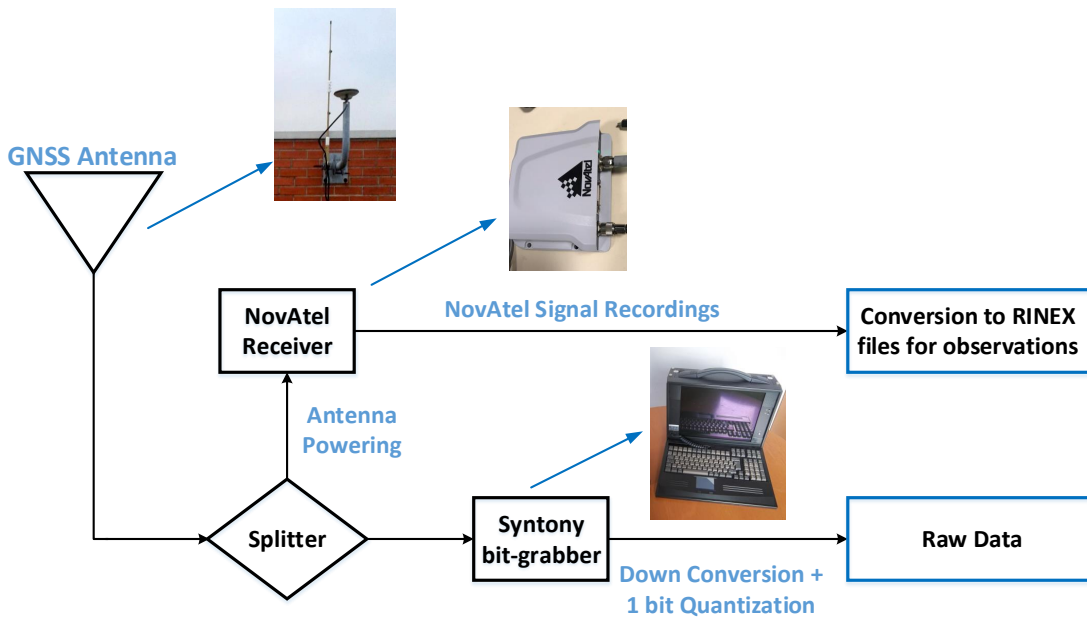 GNSS Antenna
NovAtel
NovAtel
Receiver
NovAtel Signal Recordings
Conversion to RINEX
files for observations
Antenna
Powering
Splitter
Syntony
bit-grabber
Down Conversion +
1 bit Quantization
Raw Data